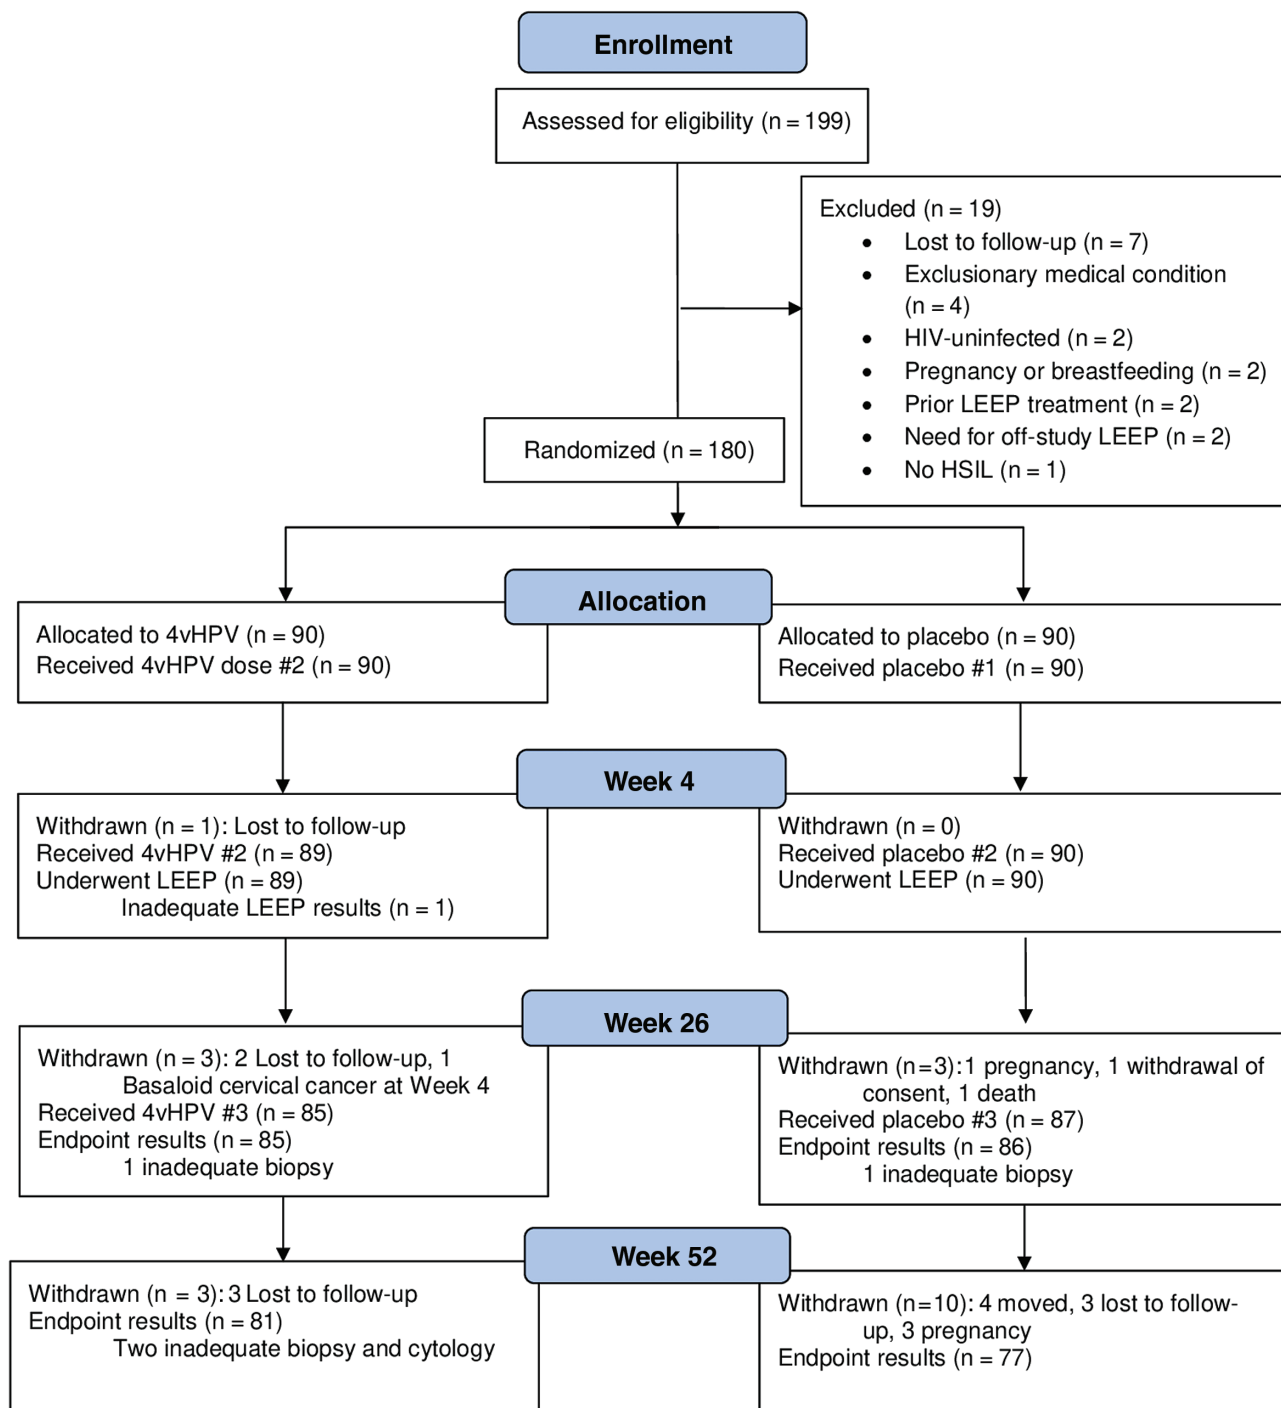 Enrollment
Assessed for eligibility (n = 199)
Excluded (n = 19)
• Lost to follow-up (n = 7)
• Exclusionary medical condition
(n = 4)
• HIV-uninfected (n = 2)
• Pregnancy or breastfeeding (n = 2)
• Prior LEEP treatment (n = 2)
• Need for off-study LEEP (n = 2)
• No HSIL (n = 1)
Randomized (n = 180)
Allocation
Allocated to 4vHPV (n = 90)
Received 4vHPV dose #2 (n = 90)
Allocated to placebo (n = 90)
Received placebo #1 (n = 90)
Week 4
Withdrawn (n = 1): Lost to follow-up
Received 4vHPV #2 (n = 89)
Underwent LEEP (n = 89)
Inadequate LEEP results (n = 1)
Withdrawn (n = 0)
Received placebo #2 (n = 90)
Underwent LEEP (n = 90)
Week 26
Withdrawn (n = 3): 2 Lost to follow-up, 1
Basaloid cervical cancer at Week 4
Received 4vHPV #3 (n = 85)
Endpoint results (n = 85)
1 inadequate biopsy
Withdrawn (n=3): 1 pregnancy, 1 withdrawal of
consent, 1 death
Received placebo #3 (n = 87)
Endpoint results (n = 86)
1 inadequate biopsy
Week 52
Withdrawn (n = 3): 3 Lost to follow-up
Endpoint results (n = 81)
Two inadequate biopsy and cytology
Withdrawn (n=10): 4 moved, 3 lost to follow-
up, 3 pregnancy
Endpoint results (n = 77)